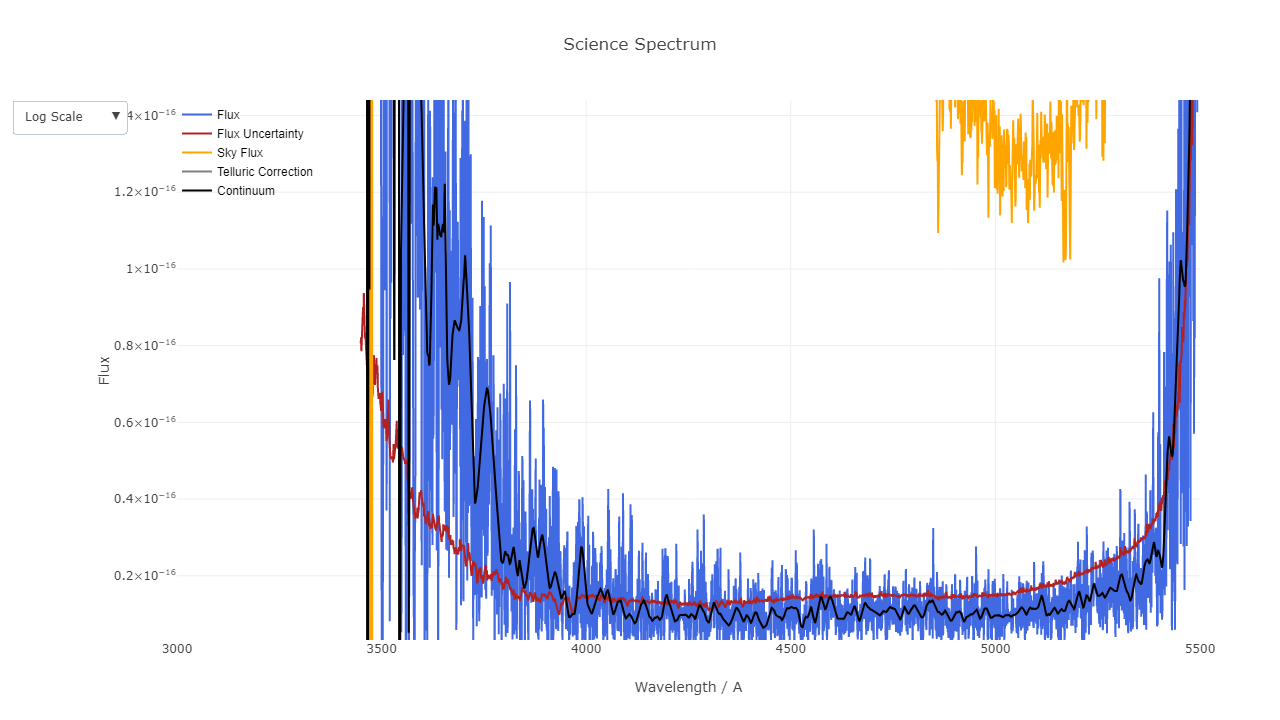 Science Spectrum
Log Scale ▼
4×10⁻¹⁶
1.2×10⁻¹⁶
1×10⁻¹⁶
0.8×10⁻¹⁶
0.6×10⁻¹⁶
0.4×10⁻¹⁶
0.2×10⁻¹⁶
Flux
Flux
Flux Uncertainty
Sky Flux
Telluric Correction
Continuum
3000 3500 4000 4500 5000 5500
Wavelength / A